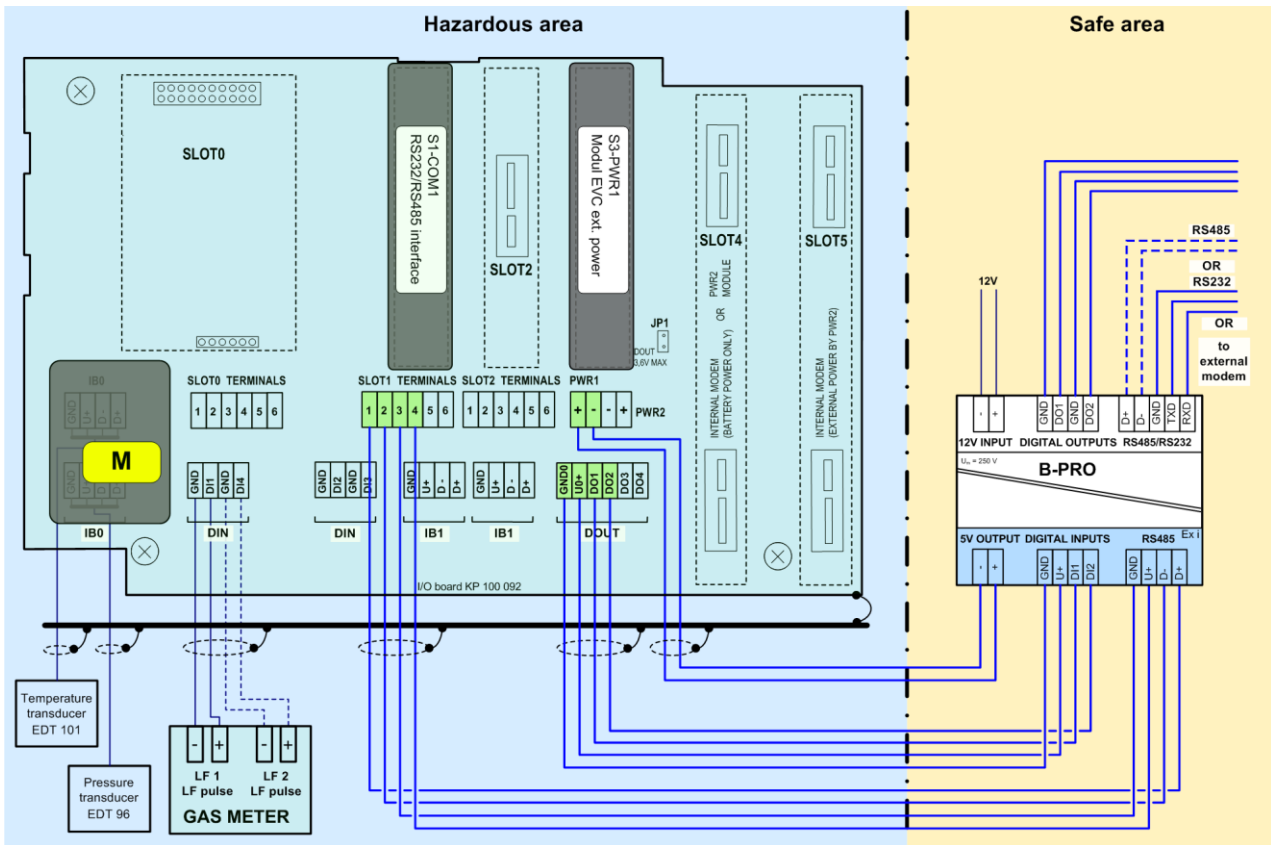 Hazardous area
Safe area
SLOT0
S1-COM1
RS232/RS485 interface
SLOT2
S3-PWR1
Modul EVC ext. power
SLOT4
SLOT5
INTERNAL MODEM
(BATTERY POWER ONLY) OR PWR2
MODULE
INTERNAL MODEM
(EXTERNAL POWER BY PWR2)
JP1
DOUT
3,6V MAX
RS485
OR
RS232
OR
to
external
modem
12V
IB0
GND U+ D- D+
M
IB0
SLOT0 TERMINALS
1 2 3 4 5 6
SLOT1 TERMINALS
1 2 3 4 5 6
SLOT2 TERMINALS
1 2 3 4 5 6
PWR1
+ - - +
PWR2
GND DI1 GND DI4
DIN
GND DI2 GND DI3
DIN
GND U+ D- D+
IB1
GND U+ D- D+
IB1
GND0 U0+ DO1 DO2 DO3 DO4
DOUT
I/O board KP 100 092
- +
GND DO1 GND DO2
D+ D- GND TXD RXD
12V INPUT DIGITAL OUTPUTS RS485/RS232
= 250 V
B-PRO
5V OUTPUT DIGITAL INPUTS RS485 Ex i
- +
GND U+ DI1 DI2
GND U+ D- D+
Temperature
transducer
EDT 101
Pressure
transducer
EDT 96
- + - +
LF 1 LF 2
LF pulse LF pulse
GAS METER